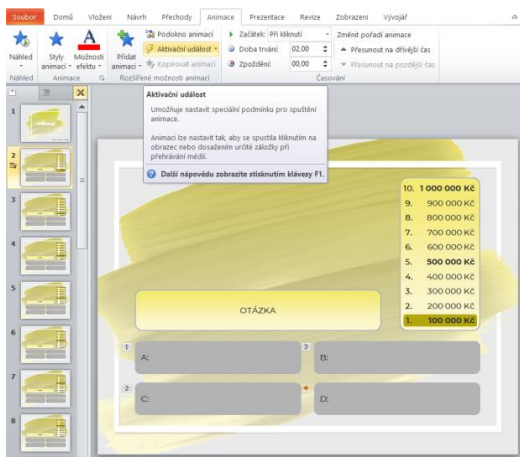 Soubor Domů Vložení Návrh Přechody Animace Prezentace Revize Zobrazení Vývojář
Náhled
Styly animací
Možnosti efektu
Přidat animaci
Podokno animací
Aktivační událost
Kopírovat animaci
Začátek: Při kliknutí
Doba trvání: 02,00
Zpoždění: 00,00
Změnit pořadí animace
Přesunout na dřívější čas
Přesunout na pozdější čas
Náhled Animace Rozšířené možnosti animací Časování
Aktivační událost
Umožňuje nastavit speciální podmínku pro spuštění
animace.
Animaci lze nastavit tak, aby se spustila kliknutím na
obrazec nebo dosažením určité záložky při
přehrávání médií.
Další nápovědu zobrazíte stisknutím klávesy F1.
1
2
3
4
5
6
7
8
10. 1 000 000 Kč
9. 900 000 Kč
8. 800 000 Kč
7. 700 000 Kč
6. 600 000 Kč
5. 500 000 Kč
4. 400 000 Kč
3. 300 000 Kč
2. 200 000 Kč
1. 100 000 Kč
OTÁZKA
1 A:
3 B:
2 C:
4 D: